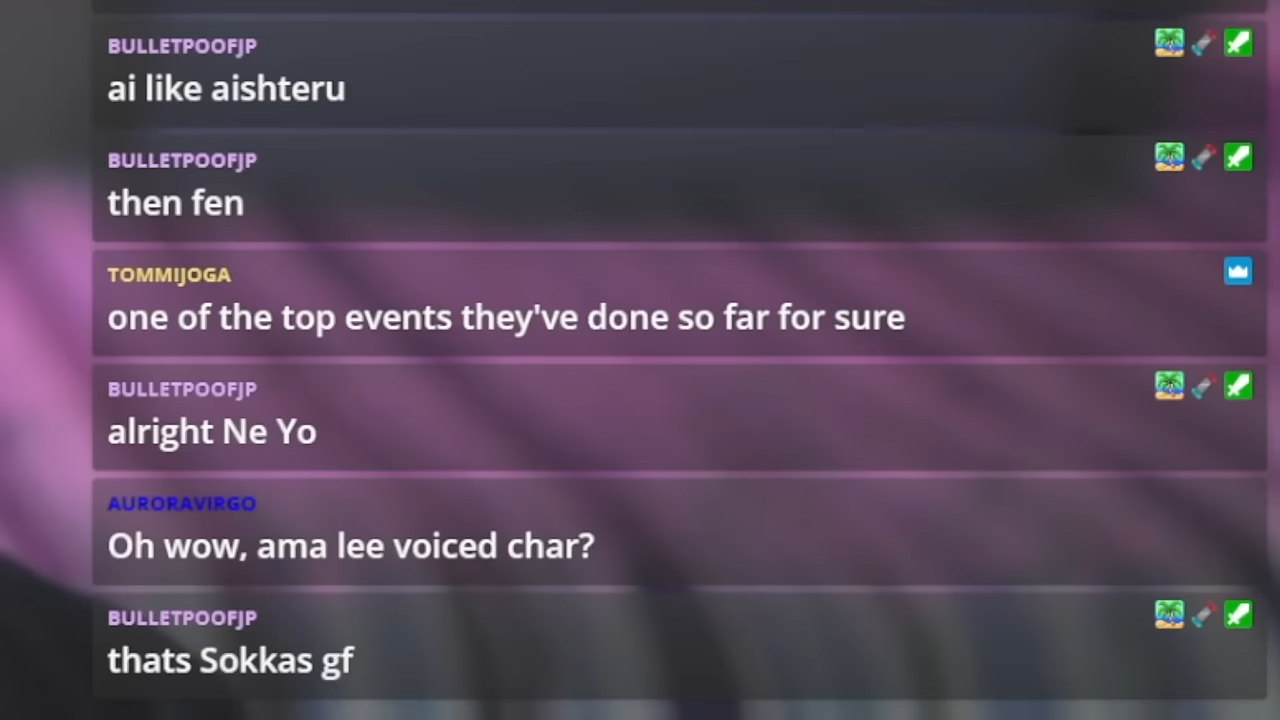 BULLETPOOFJP
ai like aishteru
BULLETPOOFJP
then fen
TOMMIJOGA
one of the top events they've done so far for sure
BULLETPOOFJP
alright Ne Yo
AURORAVIRGO
Oh wow, ama lee voiced char?
BULLETPOOFJP
thats Sokkas gf